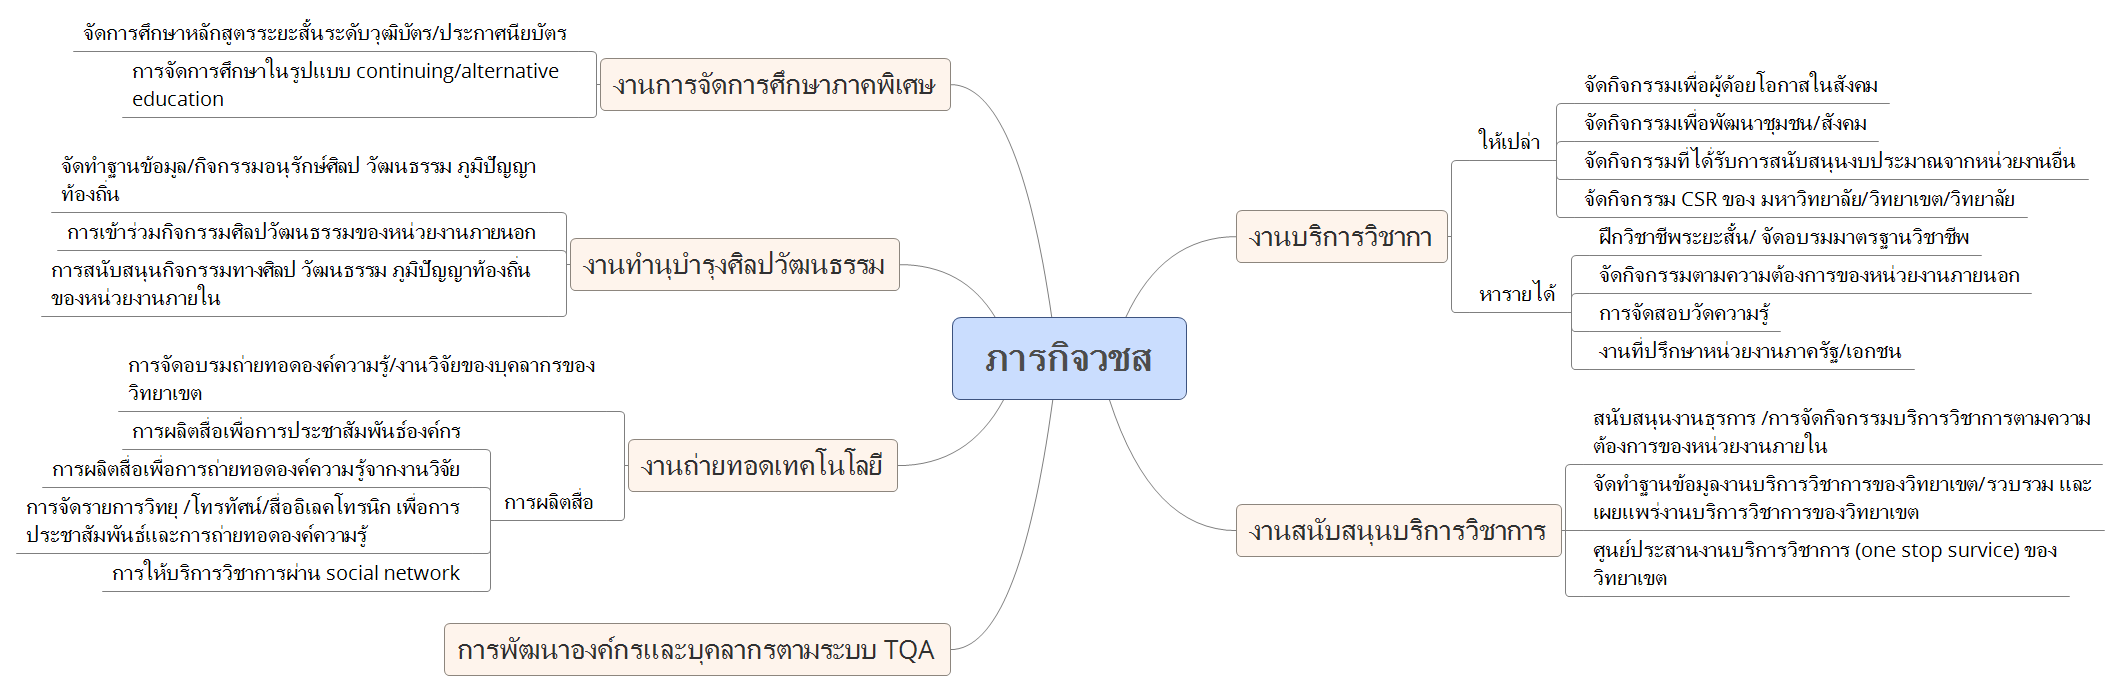 จัดการศึกษาหลักสูตรระยะสั้นระดับวุฒิบัตร/ประกาศนียบัตร
การจัดการศึกษาในรูปแบบ continuing/alternative
education
งานการจัดการศึกษาภาคพิเศษ
จัดทำฐานข้อมูล/กิจกรรมอนุรักษ์ศิลป วัฒนธรรม ภูมิปัญญา
ท้องถิ่น
การเข้าร่วมกิจกรรมศิลปวัฒนธรรมของหน่วยงานภายนอก
การสนับสนุนกิจกรรมทางศิลป วัฒนธรรม ภูมิปัญญาท้องถิ่น
ของหน่วยงานภายใน
งานทำนุบำรุงศิลปวัฒนธรรม
การจัดอบรมถ่ายทอดองค์ความรู้/งานวิจัยของบุคลากรของ
วิทยาเขต
การผลิตสื่อเพื่อการประชาสัมพันธ์องค์กร
การผลิตสื่อเพื่อการถ่ายทอดองค์ความรู้จากงานวิจัย
การจัดรายการวิทยุ /โทรทัศน์/สื่ออิเลคโทรนิก เพื่อการ
ประชาสัมพันธ์และการถ่ายทอดองค์ความรู้
การให้บริการวิชาการผ่าน social network
การผลิตสื่อ
งานถ่ายทอดเทคโนโลยี
การพัฒนาองค์กรและบุคลากรตามระบบ TQA
ภารกิจวชส
งานบริการวิชากา
ให้เปล่า
จัดกิจกรรมเพื่อผู้ด้อยโอกาสในสังคม
จัดกิจกรรมเพื่อพัฒนาชุมชน/สังคม
จัดกิจกรรมที่ได้รับการสนับสนุนงบประมาณจากหน่วยงานอื่น
จ้ดกิจกรรม CSR ของ มหาวิทยาลัย/วิทยาเขต/วิทยาลัย
หารายได้
ฝึกวิชาชีพระยะสั้น/ จัดอบรมมาตรฐานวิชาชีพ
จัดกิจกรรมตามความต้องการของหน่วยงานภายนอก
การจัดสอบวัดความรู้
งานที่ปรึกษาหน่วยงานภาครัฐ/เอกชน
งานสนับสนุนบริการวิชาการ
สนับสนุนงานธุรการ /การจัดกิจกรรมบริการวิชาการตามความ
ต้องการของหน่วยงานภายใน
จัดทำฐานข้อมูลงานบริการวิชาการของวิทยาเขต/รวบรวม และ
เผยแพร่งานบริการวิชาการของวิทยาเขต
ศูนย์ประสานงานบริการวิชาการ (one stop survice) ของ
วิทยาเขต